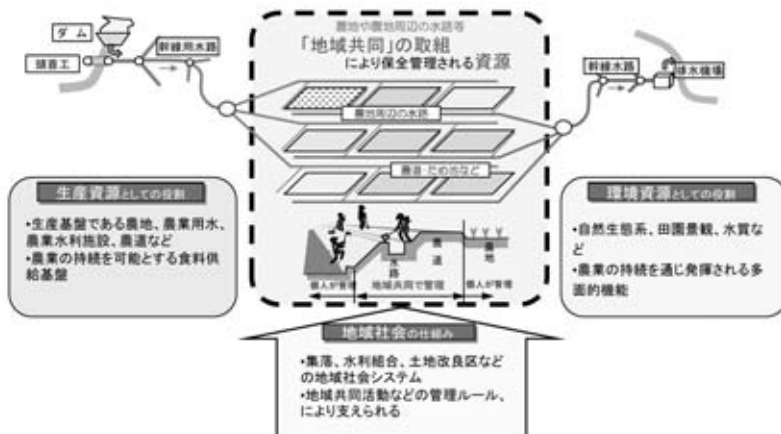 農地や農地周辺の水路等
「地域共同」の取組
により保全管理される資源
ダム
頭首工
幹線用水路
幹線水路
排水機場
農地周辺の水路
農道・ため池など
生産資源としての役割
•生産基盤である農地、農業用水、
農業水利施設、農道など
•農業の持続を可能とする食料供
給基盤
水路
農道
農地
個人が管理
地域共同で管理
個人が管理
環境資源としての役割
•自然生態系、田園景観、水質な
ど
•農業の持続を通じ発揮される多
面的機能
地域社会の仕組み
•集落、水利組合、土地改良区など
の地域社会システム
•地域共同活動などの管理ルール、
により支えられる